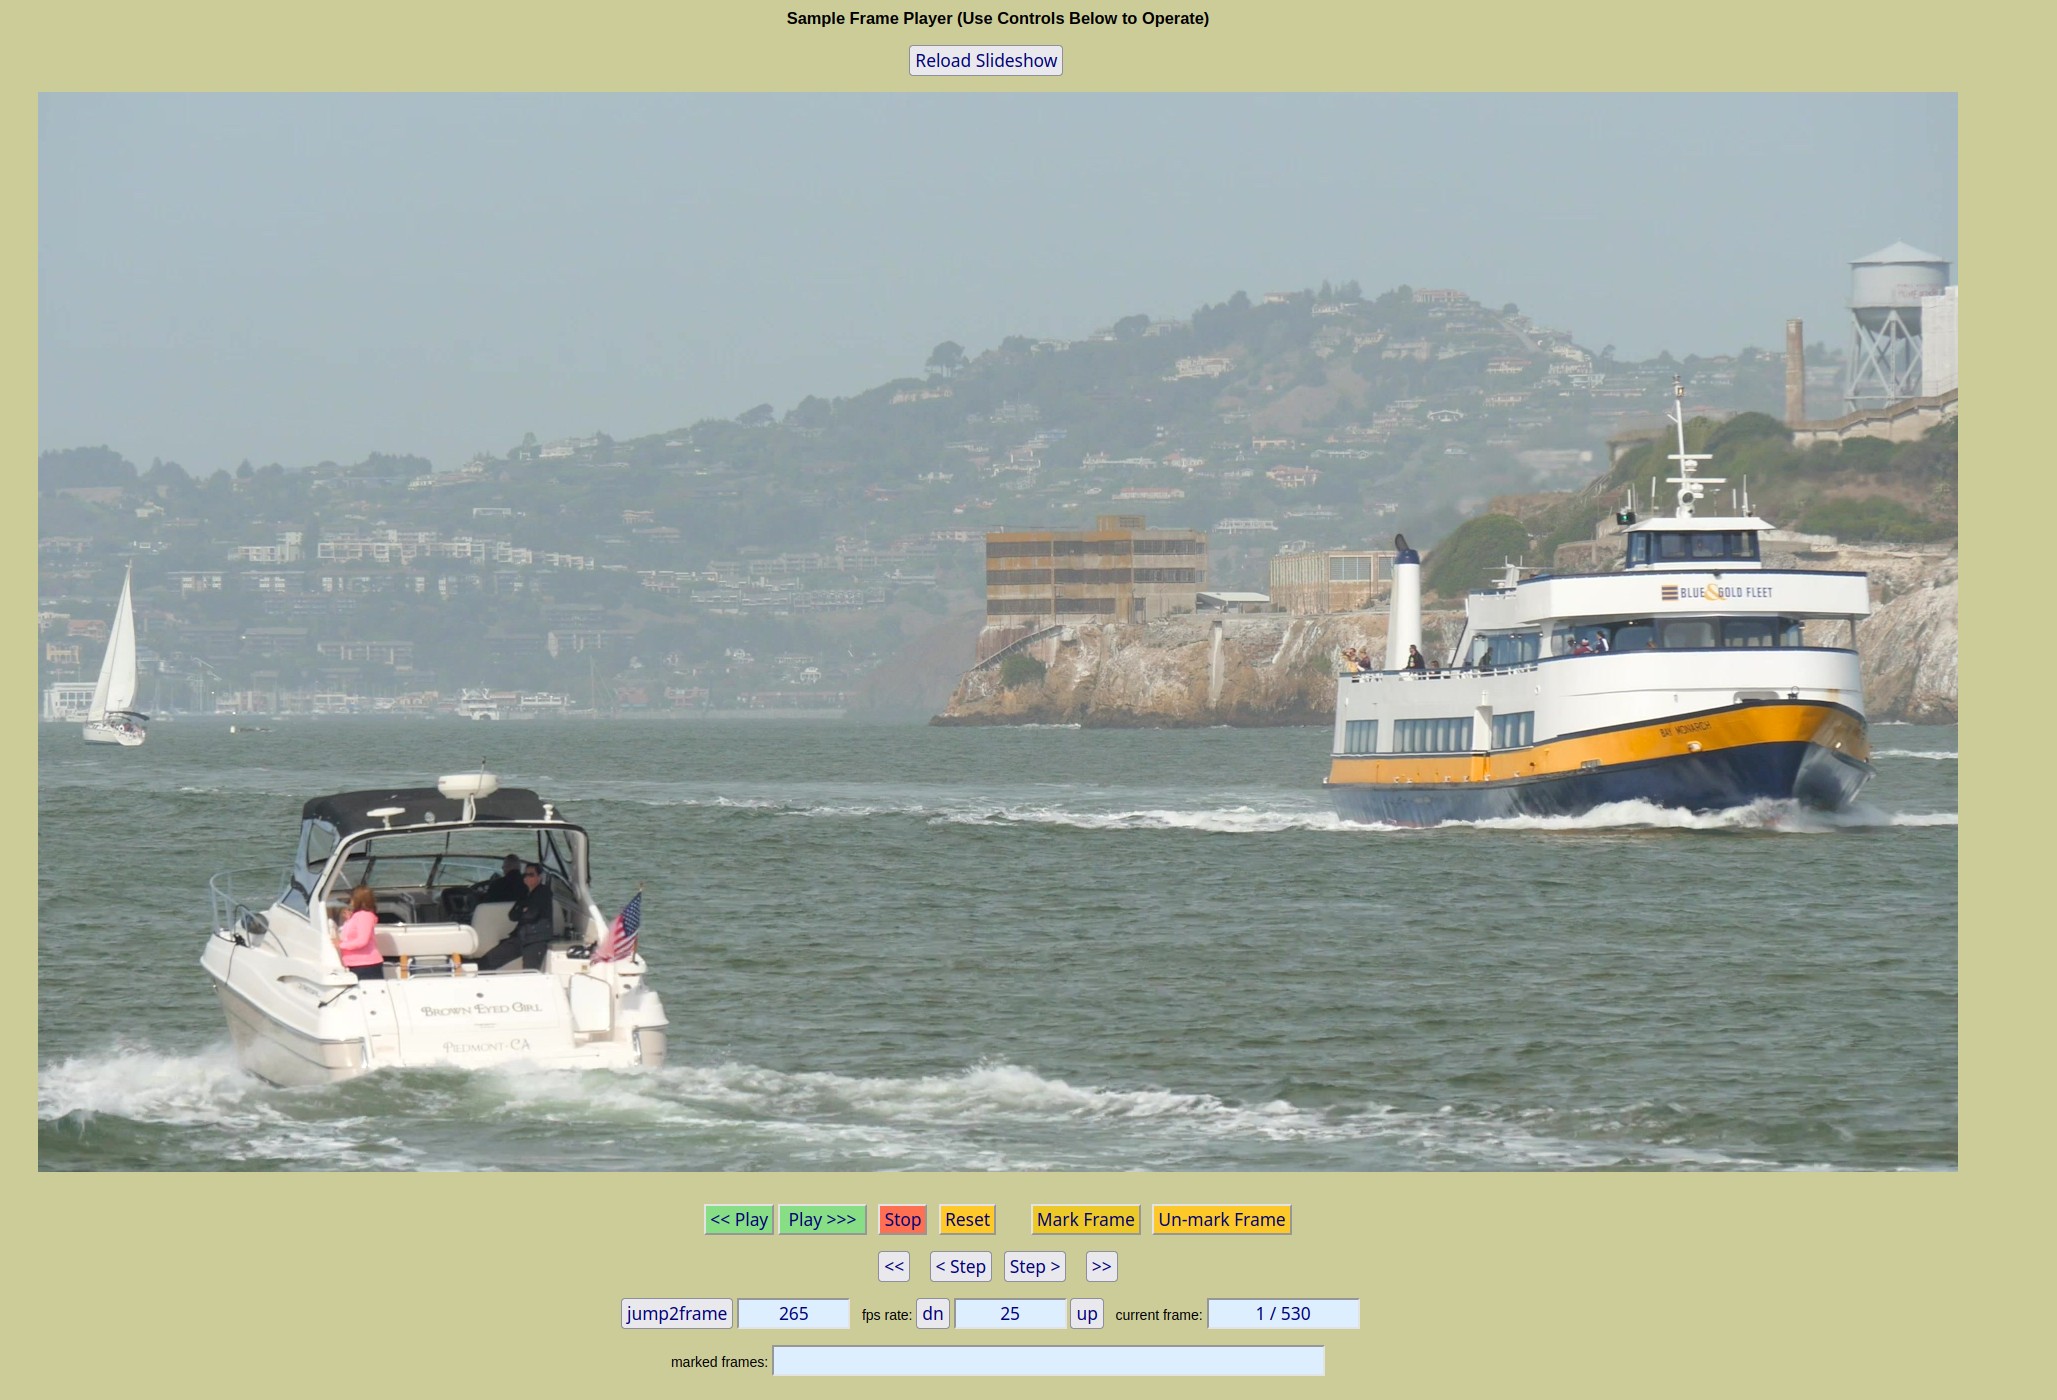 Sample Frame Player (Use Controls Below to Operate)
Reload Slideshow
BLUE & GOLD FLEET
BAY MONARCH
BROWN EYED GIRL
PIEDMONT-CA
<< Play Play >>> Stop Reset Mark Frame Un-mark Frame
<< < Step Step > >>
jump2frame 265 fps rate: dn 25 up current frame: 1 / 530
marked frames: